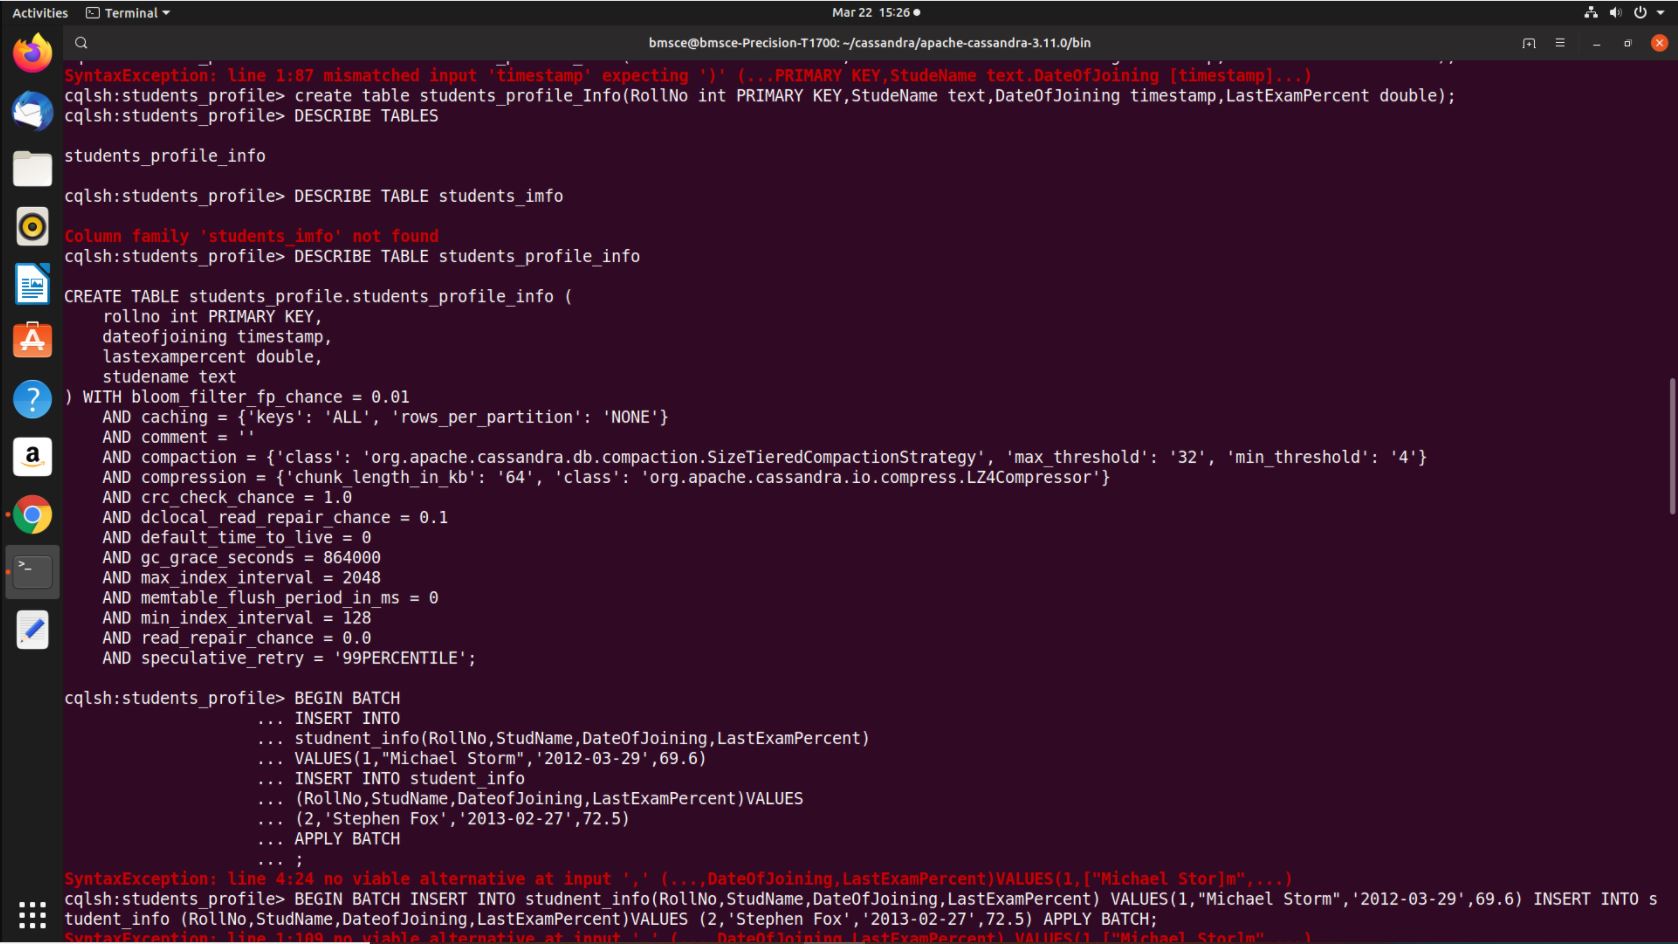 Activities Terminal Mar 22 15:26
bmsce@bmsce-Precision-T1700: ~/cassandra/apache-cassandra-3.11.0/bin
SyntaxException: line 1:87 mismatched input 'timestamp' expecting ')' (...PRIMARY KEY,StudeName text.DateOfJoining [timestamp]...)
cqlsh:students_profile> create table students_profile_Info(RollNo int PRIMARY KEY,StudeName text,DateOfJoining timestamp,LastExamPercent double);
cqlsh:students_profile> DESCRIBE TABLES
students_profile_info
cqlsh:students_profile> DESCRIBE TABLE students_imfo
Column family 'students_imfo' not found
cqlsh:students_profile> DESCRIBE TABLE students_profile_info
CREATE TABLE students_profile.students_profile_info (
rollno int PRIMARY KEY,
dateofjoining timestamp,
lastexampercent double,
studename text
) WITH bloom_filter_fp_chance = 0.01
AND caching = {'keys': 'ALL', 'rows_per_partition': 'NONE'}
AND comment = ''
AND compaction = {'class': 'org.apache.cassandra.db.compaction.SizeTieredCompactionStrategy', 'max_threshold': '32', 'min_threshold': '4'}
AND compression = {'chunk_length_in_kb': '64', 'class': 'org.apache.cassandra.io.compress.LZ4Compressor'}
AND crc_check_chance = 1.0
AND dclocal_read_repair_chance = 0.1
AND default_time_to_live = 0
AND gc_grace_seconds = 864000
AND max_index_interval = 2048
AND memtable_flush_period_in_ms = 0
AND min_index_interval = 128
AND read_repair_chance = 0.0
AND speculative_retry = '99PERCENTILE';
cqlsh:students_profile> BEGIN BATCH
... INSERT INTO
... studnent_info(RollNo,StudName,DateOfJoining,LastExamPercent)
... VALUES(1,"Michael Storm",'2012-03-29',69.6)
... INSERT INTO student_info
... (RollNo,StudName,DateofJoining,LastExamPercent)VALUES
... (2,'Stephen Fox','2013-02-27',72.5)
... APPLY BATCH
... ;
SyntaxException: line 4:24 no viable alternative at input ',' (...,DateOfJoining,LastExamPercent)VALUES(1,["Michael Stor]m",...)
cqlsh:students_profile> BEGIN BATCH INSERT INTO studnent_info(RollNo,StudName,DateOfJoining,LastExamPercent) VALUES(1,"Michael Storm",'2012-03-29',69.6) INSERT INTO s
tudent_info (RollNo,StudName,DateofJoining,LastExamPercent)VALUES (2,'Stephen Fox','2013-02-27',72.5) APPLY BATCH;
SyntaxException: line 1:109 no viable alternative at input ',' (...,DateOfJoining,LastExamPercent) VALUES(1,["Michael Stor]m",...)